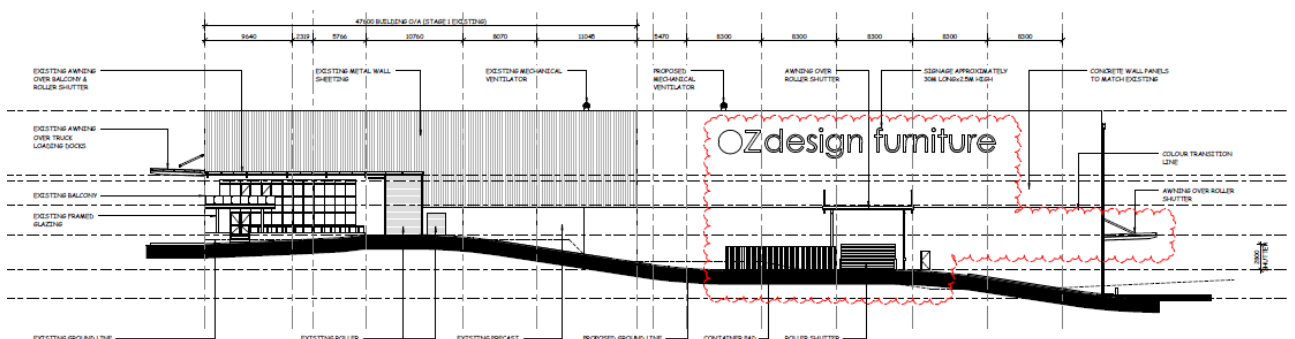 47600 BUILDING O/A (STAGE 1 EXISTING)
9640 2319 5766 10760 8070 11045 5470 8300 8300 8300 8300 8300
EXISTING AWNING
OVER BALCONY &
ROLLER SHUTTER
EXISTING METAL WALL
SHEETING
EXISTING MECHANICAL
VENTILATOR
PROPOSED
MECHANICAL
VENTILATOR
AWNING OVER
ROLLER SHUTTER
SIGNAGE APPROXIMATELY
30M LONGx2.5M HIGH
CONCRETE WALL PANELS
TO MATCH EXISTING
EXISTING AWNING
OVER TRUCK
LOADING DOCKS
OZdesign furniture
COLOUR TRANSITION
LINE
EXISTING BALCONY
AWNING OVER ROLLER
SHUTTER
EXISTING FRAMED
GLAZING
2800
SHUTTER
EXISTING GROUND LINE
EXISTING ROLLER
EXISTING PRECAST
PROPOSED GROUND LINE
CONTAINER PAD
ROLLER SHUTTER